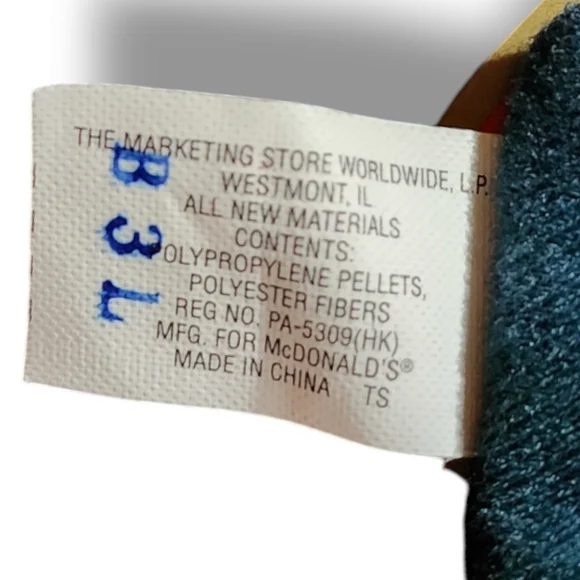 THE MARKETING STORE WORLDWIDE, L.P.
WESTMONT, IL
ALL NEW MATERIALS
CONTENTS:
POLYPROPYLENE PELLETS,
POLYESTER FIBERS
REG NO. PA-5309(HK)
MFG. FOR McDONALD'S®
MADE IN CHINA TS
B3L